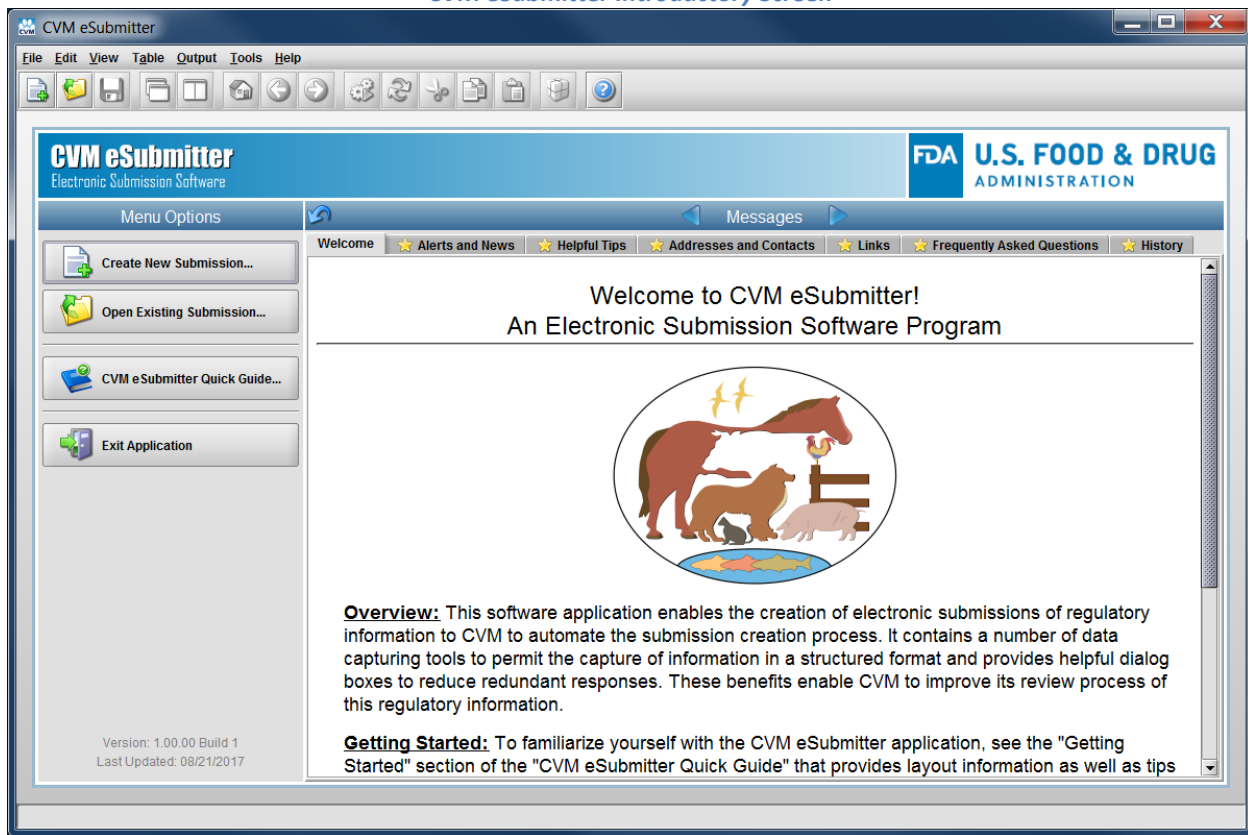 CVM eSubmitter Introductory Screen
CVM eSubmitter
File Edit View Table Output Tools Help
CVM eSubmitter
Electronic Submission Software
FDA U.S. FOOD & DRUG
ADMINISTRATION
Menu Options
Messages
Create New Submission...
Open Existing Submission...
CVM eSubmitter Quick Guide...
Exit Application
Version: 1.00.00 Build 1
Last Updated: 08/21/2017
Welcome Alerts and News Helpful Tips Addresses and Contacts Links Frequently Asked Questions History
Welcome to CVM eSubmitter!
An Electronic Submission Software Program
Overview: This software application enables the creation of electronic submissions of regulatory
information to CVM to automate the submission creation process. It contains a number of data
capturing tools to permit the capture of information in a structured format and provides helpful dialog
boxes to reduce redundant responses. These benefits enable CVM to improve its review process of
this regulatory information.
Getting Started: To familiarize yourself with the CVM eSubmitter application, see the "Getting
Started" section of the "CVM eSubmitter Quick Guide" that provides layout information as well as tips